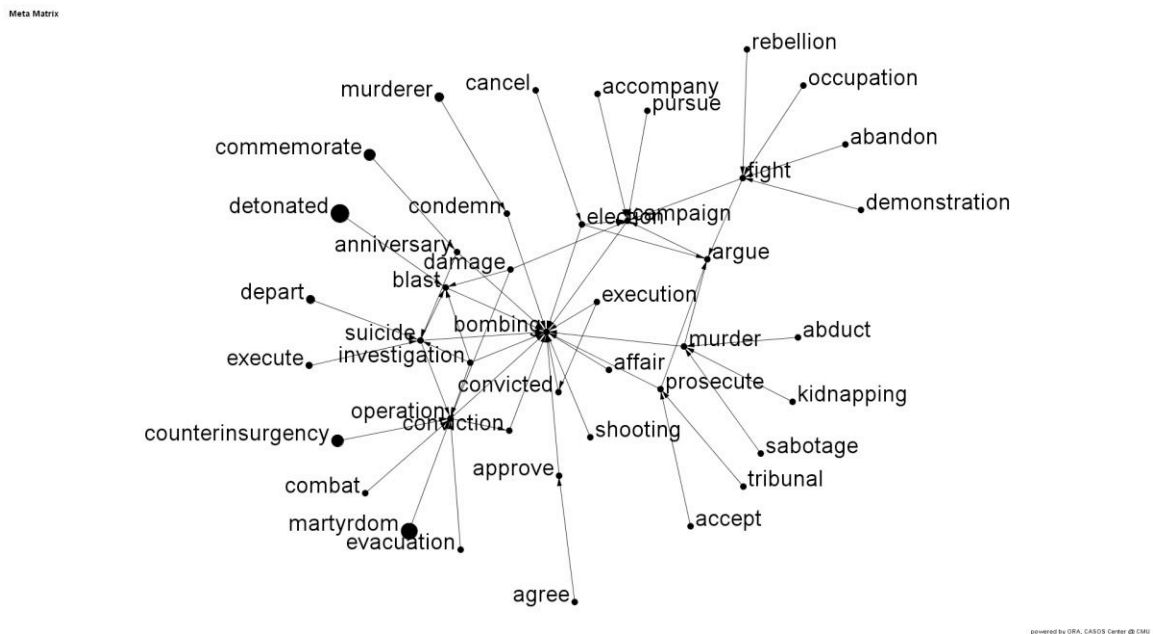 Meta Matrix
rebellion
occupation
cancel
accompany
murderer
pursue
abandon
commemorate
fight
demonstration
detonated
condemn
election
campaign
anniversary
argue
damage
blast
depart
execution
suicide
bombing
murder
abduct
execute
investigation
affair
convicted
prosecute
kidnapping
operation
conviction
counterinsurgency
shooting
sabotage
approve
tribunal
combat
martyrdom
accept
evacuation
agree
powered by ORA, CASOS Center @ CMU